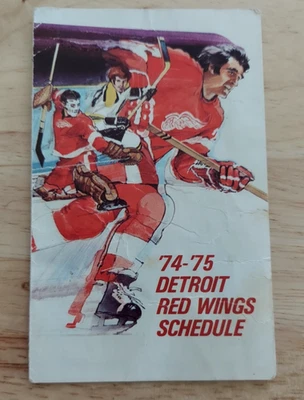 '74-'75
DETROIT
RED WINGS
SCHEDULE